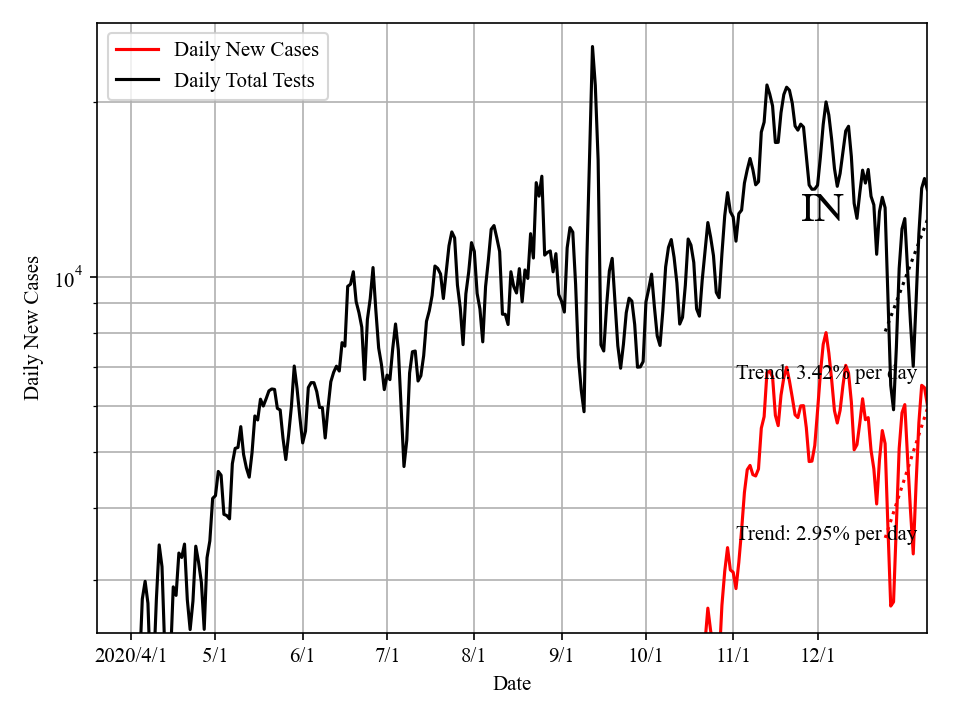 Daily New Cases
Daily Total Tests
IN
Daily New Cases
10^4
Trend: 3.42% per day
Trend: 2.95% per day
2020/4/1 5/1 6/1 7/1 8/1 9/1 10/1 11/1 12/1
Date